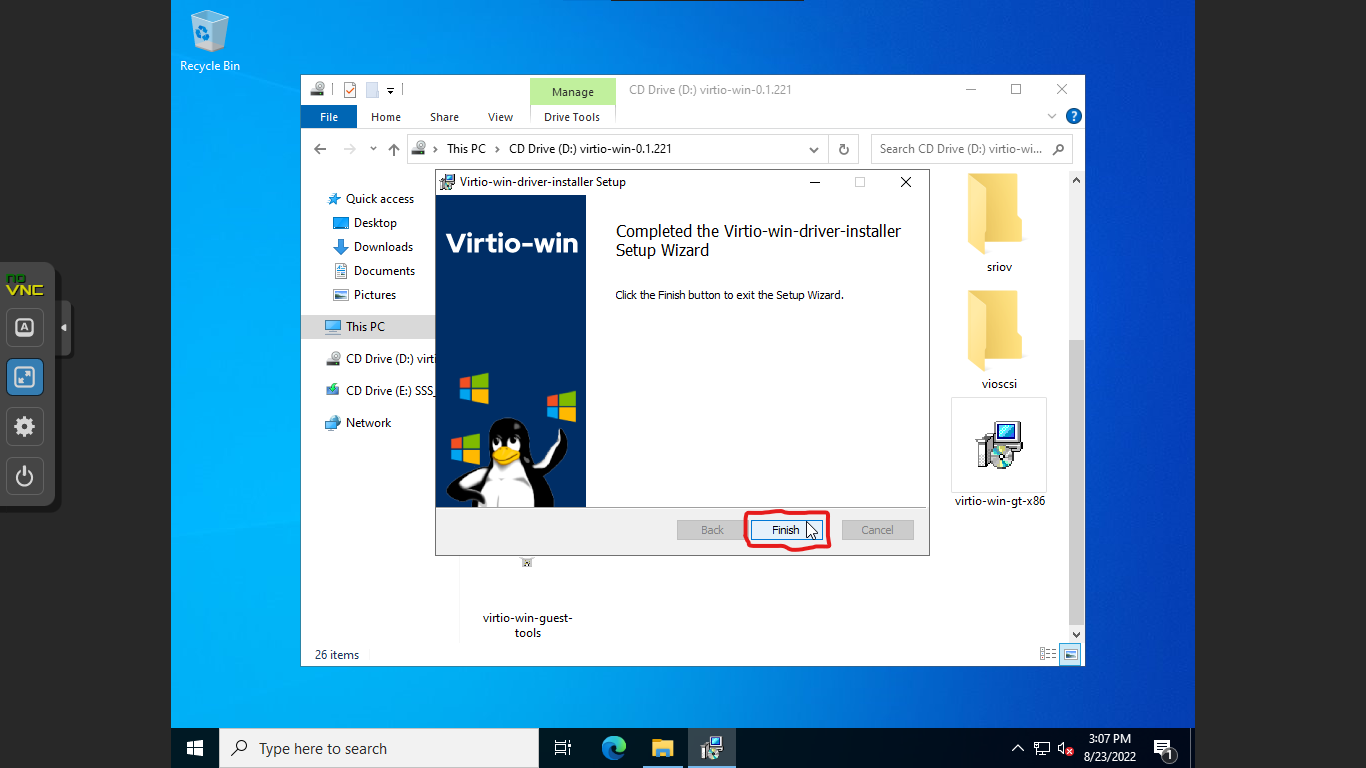 Recycle Bin
Manage
CD Drive (D:) virtio-win-0.1.221
File
Home
Share
View
Drive Tools
?
This PC
CD Drive (D:) virtio-win-0.1.221
Search CD Drive (D:) virtio-wi...
Quick access
Desktop
Downloads
Documents
Pictures
This PC
CD Drive (D:) virti
CD Drive (E:) SSS_
Network
Virtio-win-driver-installer Setup
Virtio-win
Completed the Virtio-win-driver-installer
Setup Wizard
Click the Finish button to exit the Setup Wizard.
Back
Finish
Cancel
sriov
vioscsi
virtio-win-gt-x86
virtio-win-guest-
tools
26 items
no
VNC
A
Type here to search
3:07 PM
8/23/2022
1